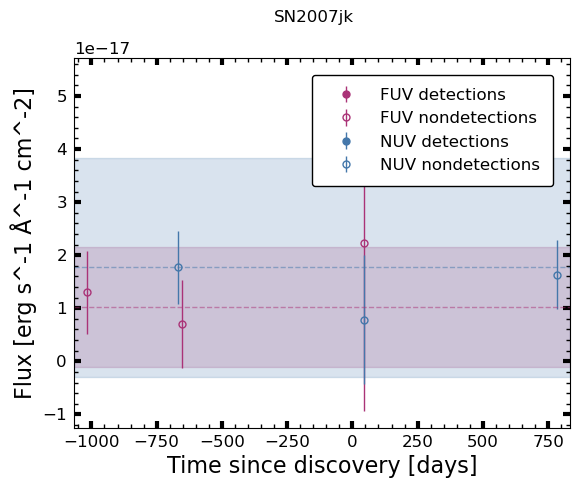 SN2007jk
1e−17
Flux [erg s^-1 Å^-1 cm^-2]
5
4
3
2
1
0
−1
FUV detections
FUV nondetections
NUV detections
NUV nondetections
−1000 −750 −500 −250 0 250 500 750
Time since discovery [days]